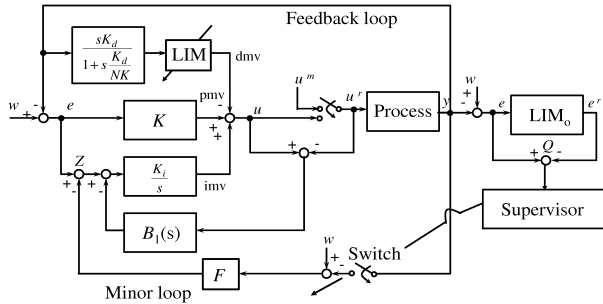 Feedback loop
sK_d
1+s K_d
NK
LIM
dmv
u^m
w + -
e
K
pmv
-
+
+
u
u^r
Process
y
w
-
+
e
LIM_o
e^r
Z
+ -
+ -
K_i
s
imv
+ -
+ Q -
B_1(s)
Supervisor
w
+
-
Switch
F
Minor loop